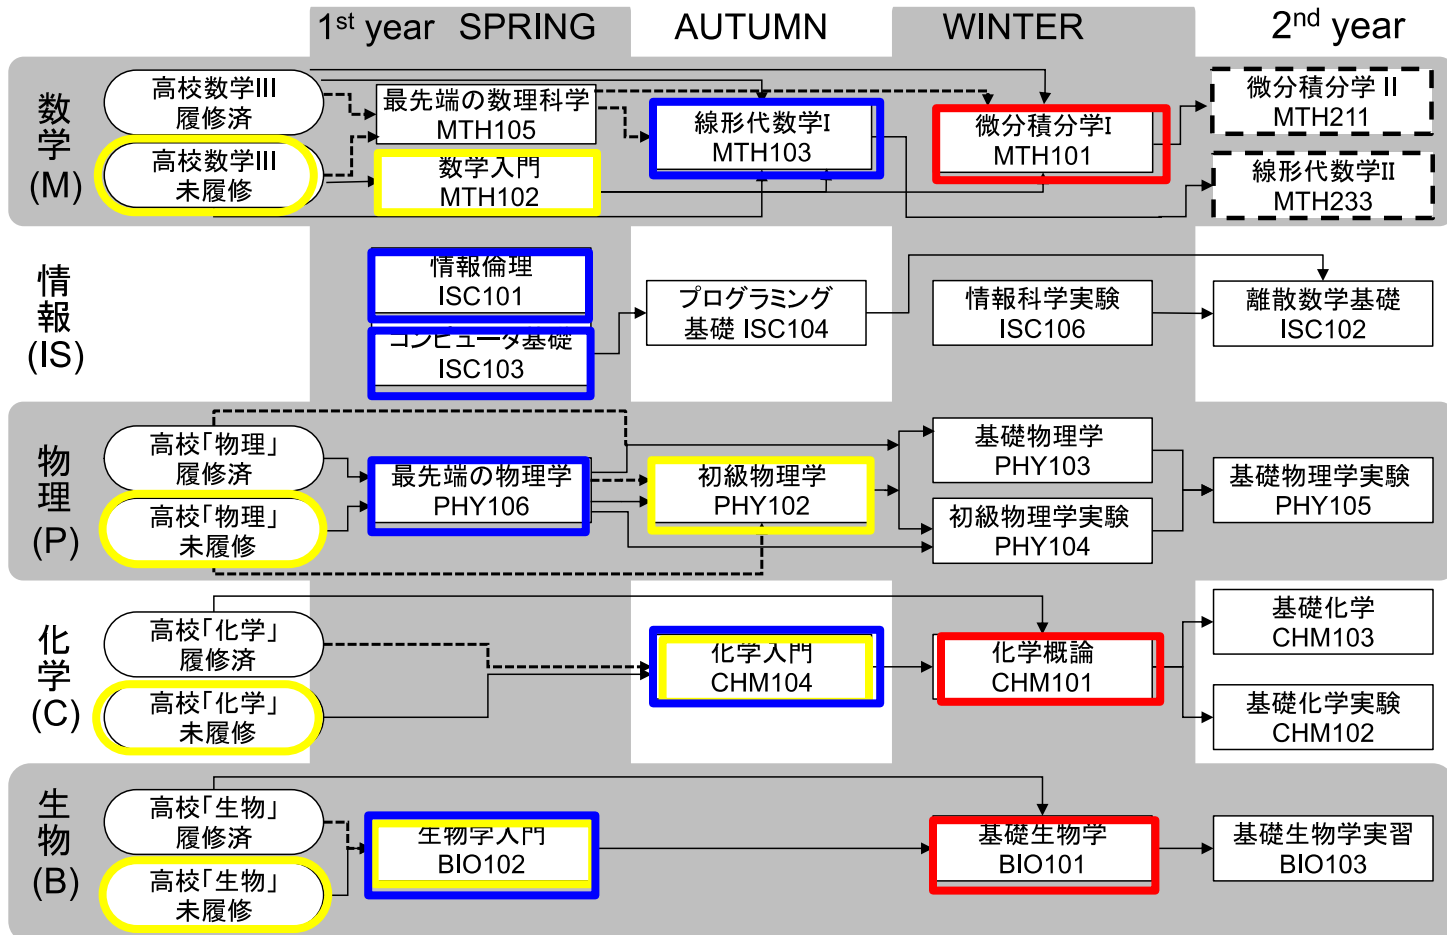 1st year SPRING
AUTUMN
WINTER
2nd year
数学
(M)
高校数学III
履修済
高校数学III
未履修
最先端の数理科学
MTH105
数学入門
MTH102
線形代数学I
MTH103
微分積分学I
MTH101
微分積分学 II
MTH211
線形代数学II
MTH233
情報
(IS)
情報倫理
ISC101
コンピュータ基礎
ISC103
プログラミング
基礎 ISC104
情報科学実験
ISC106
離散数学基礎
ISC102
物理
(P)
高校「物理」
履修済
高校「物理」
未履修
最先端の物理学
PHY106
初級物理学
PHY102
基礎物理学
PHY103
初級物理学実験
PHY104
基礎物理学実験
PHY105
化学
(C)
高校「化学」
履修済
高校「化学」
未履修
化学入門
CHM104
化学概論
CHM101
基礎化学
CHM103
基礎化学実験
CHM102
生物
(B)
高校「生物」
履修済
高校「生物」
未履修
生物学入門
BIO102
基礎生物学
BIO101
基礎生物学実習
BIO103